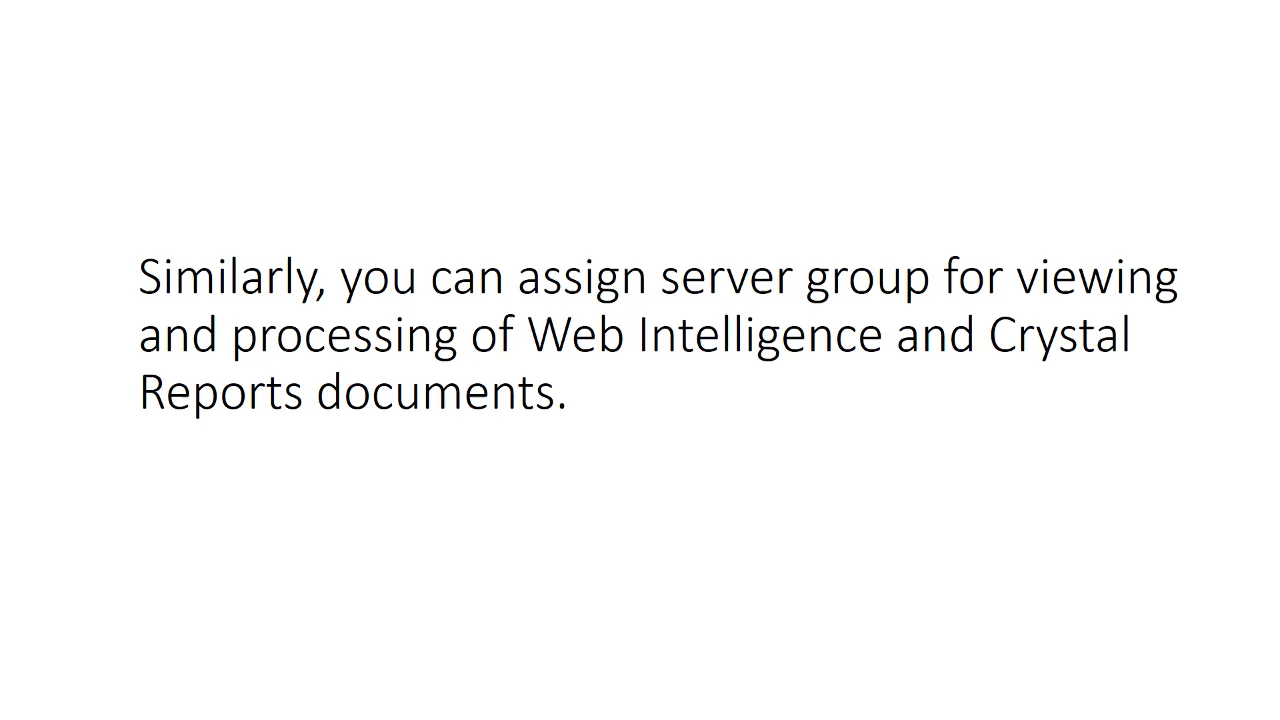 Similarly, you can assign server group for viewing
and processing of Web Intelligence and Crystal
Reports documents.